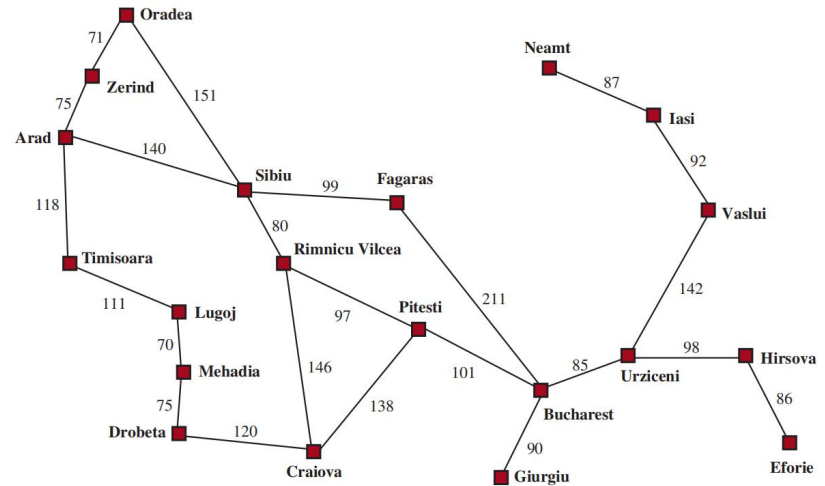 Oradea
71
Neamt
Zerind
87
151
75
Iasi
Arad
140
92
Sibiu
Fagaras
99
118
Vaslui
80
Timisoara
Rimnicu Vilcea
142
111
211
Lugoj
Pitesti
97
70
98
Hirsova
Mehadia
146
101
85
Urziceni
75
138
86
Bucharest
Drobeta
120
90
Craiova
Giurgiu
Eforie